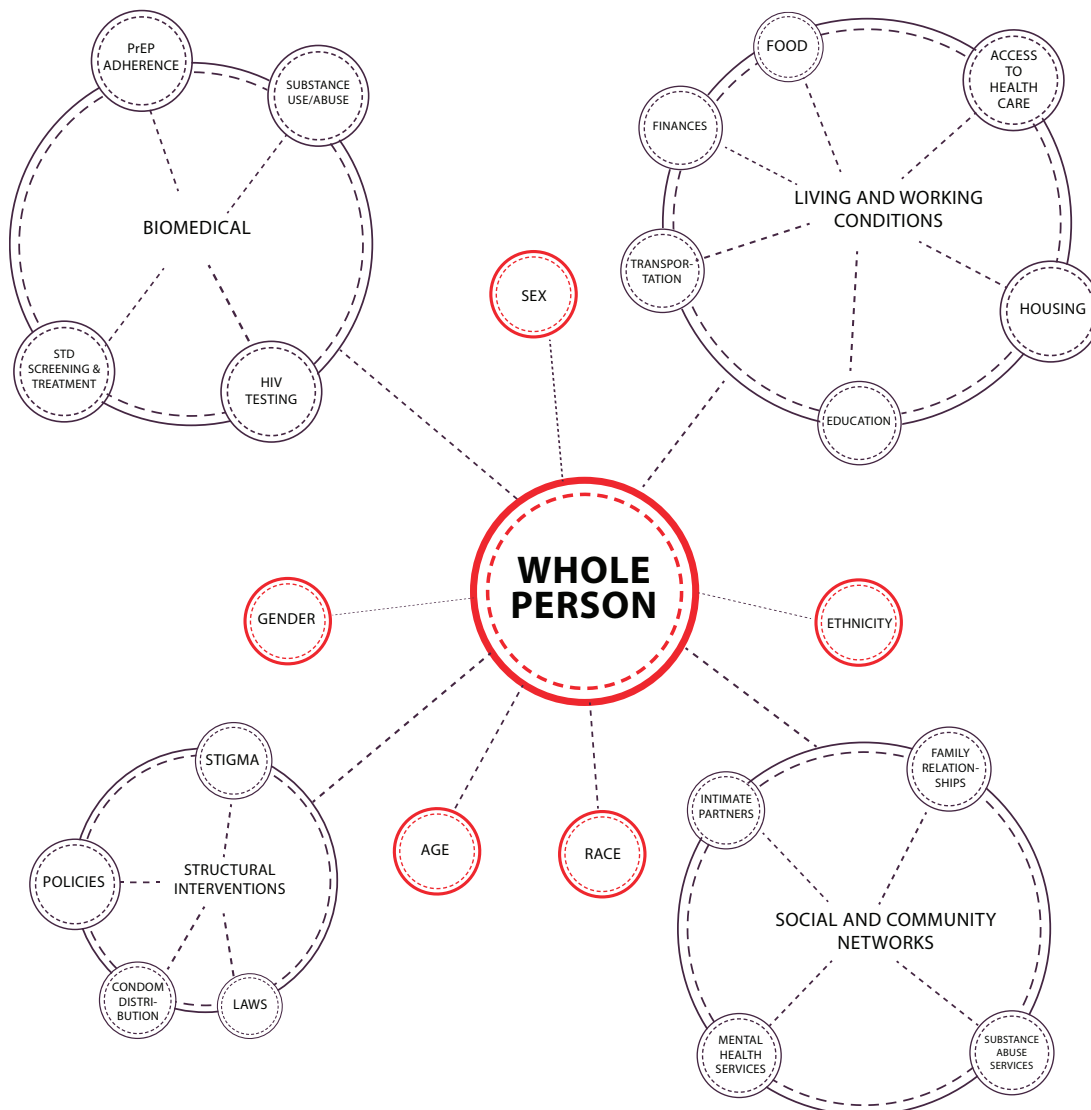 PrEP
ADHERENCE
SUBSTANCE
USE/ABUSE
BIOMEDICAL
STD
SCREENING &
TREATMENT
HIV
TESTING
FOOD
ACCESS
TO
HEALTH
CARE
FINANCES
LIVING AND WORKING
CONDITIONS
TRANSPOR-
TATION
HOUSING
EDUCATION
SEX
WHOLE
PERSON
GENDER
ETHNICITY
AGE
RACE
STIGMA
POLICIES
STRUCTURAL
INTERVENTIONS
CONDOM
DISTRI-
BUTION
LAWS
FAMILY
RELATION-
SHIPS
INTIMATE
PARTNERS
SOCIAL AND COMMUNITY
NETWORKS
MENTAL
HEALTH
SERVICES
SUBSTANCE
ABUSE
SERVICES